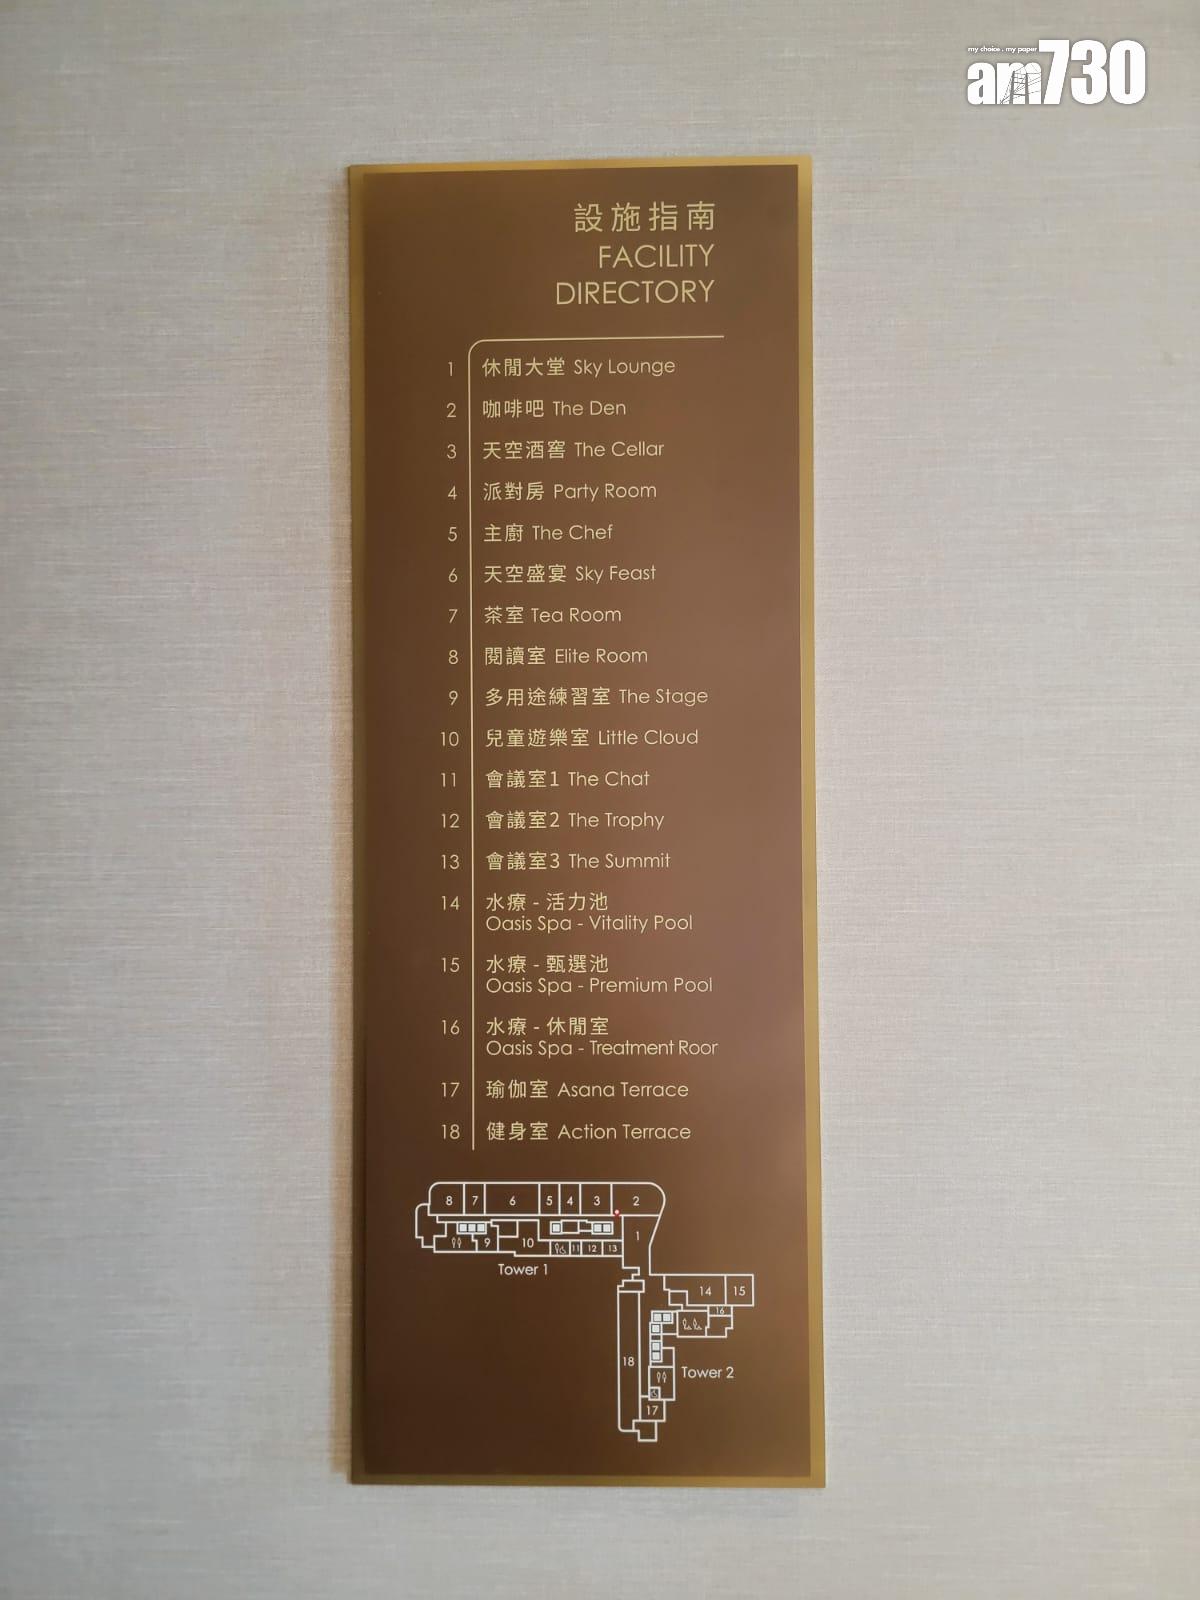 my choice . my paper
am730
設施指南
FACILITY
DIRECTORY
1 休閒大堂 Sky Lounge
2 咖啡吧 The Den
3 天空酒窖 The Cellar
4 派對房 Party Room
5 主廚 The Chef
6 天空盛宴 Sky Feast
7 茶室 Tea Room
8 閱讀室 Elite Room
9 多用途練習室 The Stage
10 兒童遊樂室 Little Cloud
11 會議室1 The Chat
12 會議室2 The Trophy
13 會議室3 The Summit
14 水療 - 活力池
Oasis Spa - Vitality Pool
15 水療 - 甄選池
Oasis Spa - Premium Pool
16 水療 - 休閒室
Oasis Spa - Treatment Roor
17 瑜伽室 Asana Terrace
18 健身室 Action Terrace
8 7 6 5 4 3 2
9 10 11 12 13 1
Tower 1
14 15
16
18 Tower 2
17